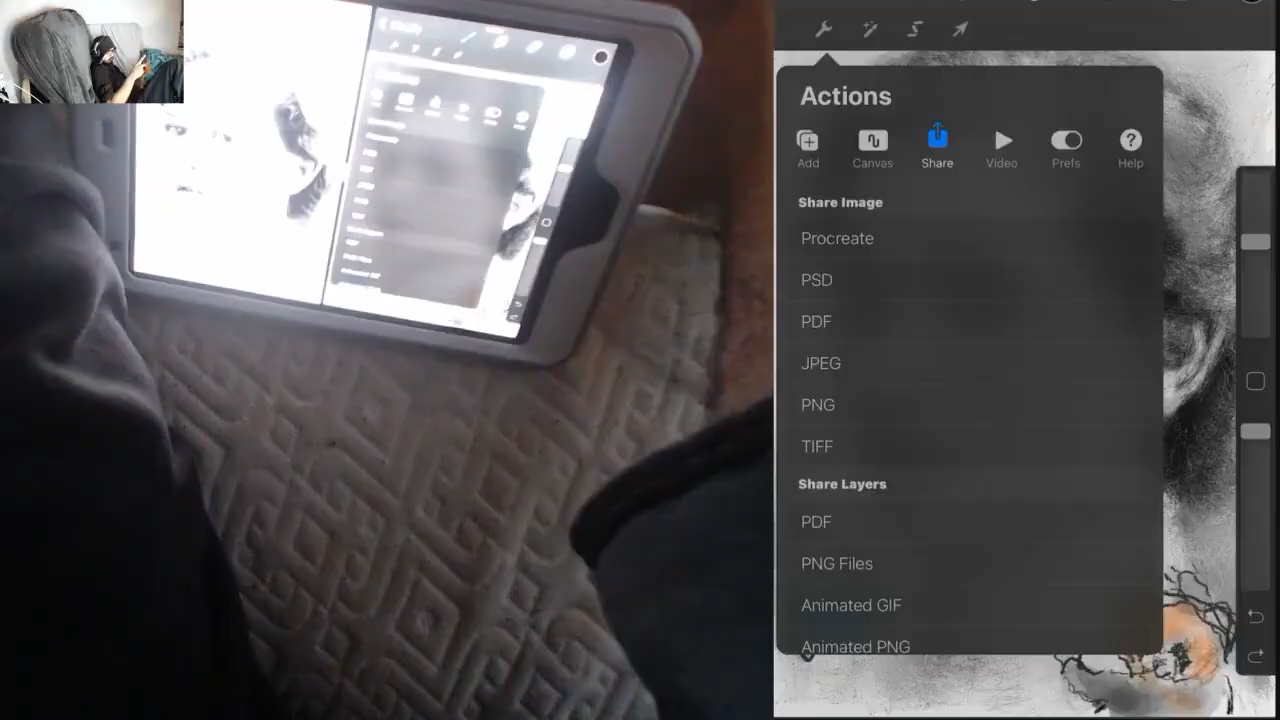 Actions
Add Canvas Share Video Prefs Help
Share Image
Procreate
PSD
PDF
JPEG
PNG
TIFF
Share Layers
PDF
PNG Files
Animated GIF
Animated PNG